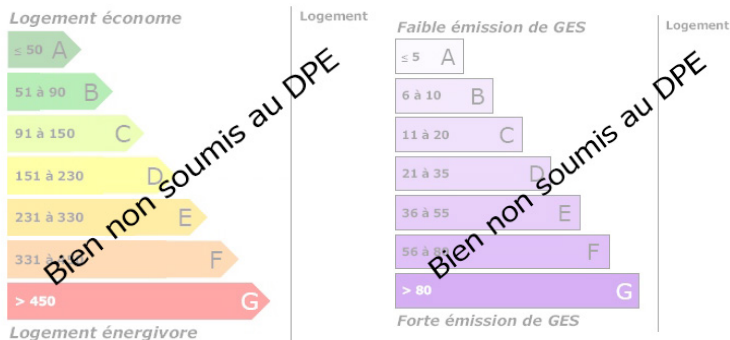 Logement économe
Logement
≤ 50 A
51 à 90 B
91 à 150 C
151 à 230 D
231 à 330 E
331 à F
> 450 G
Logement énergivore
Bien non soumis au DPE
Faible émission de GES
Logement
≤ 5 A
6 à 10 B
11 à 20 C
21 à 35 D
36 à 55 E
56 à 80 F
> 80 G
Forte émission de GES
Bien non soumis au DPE